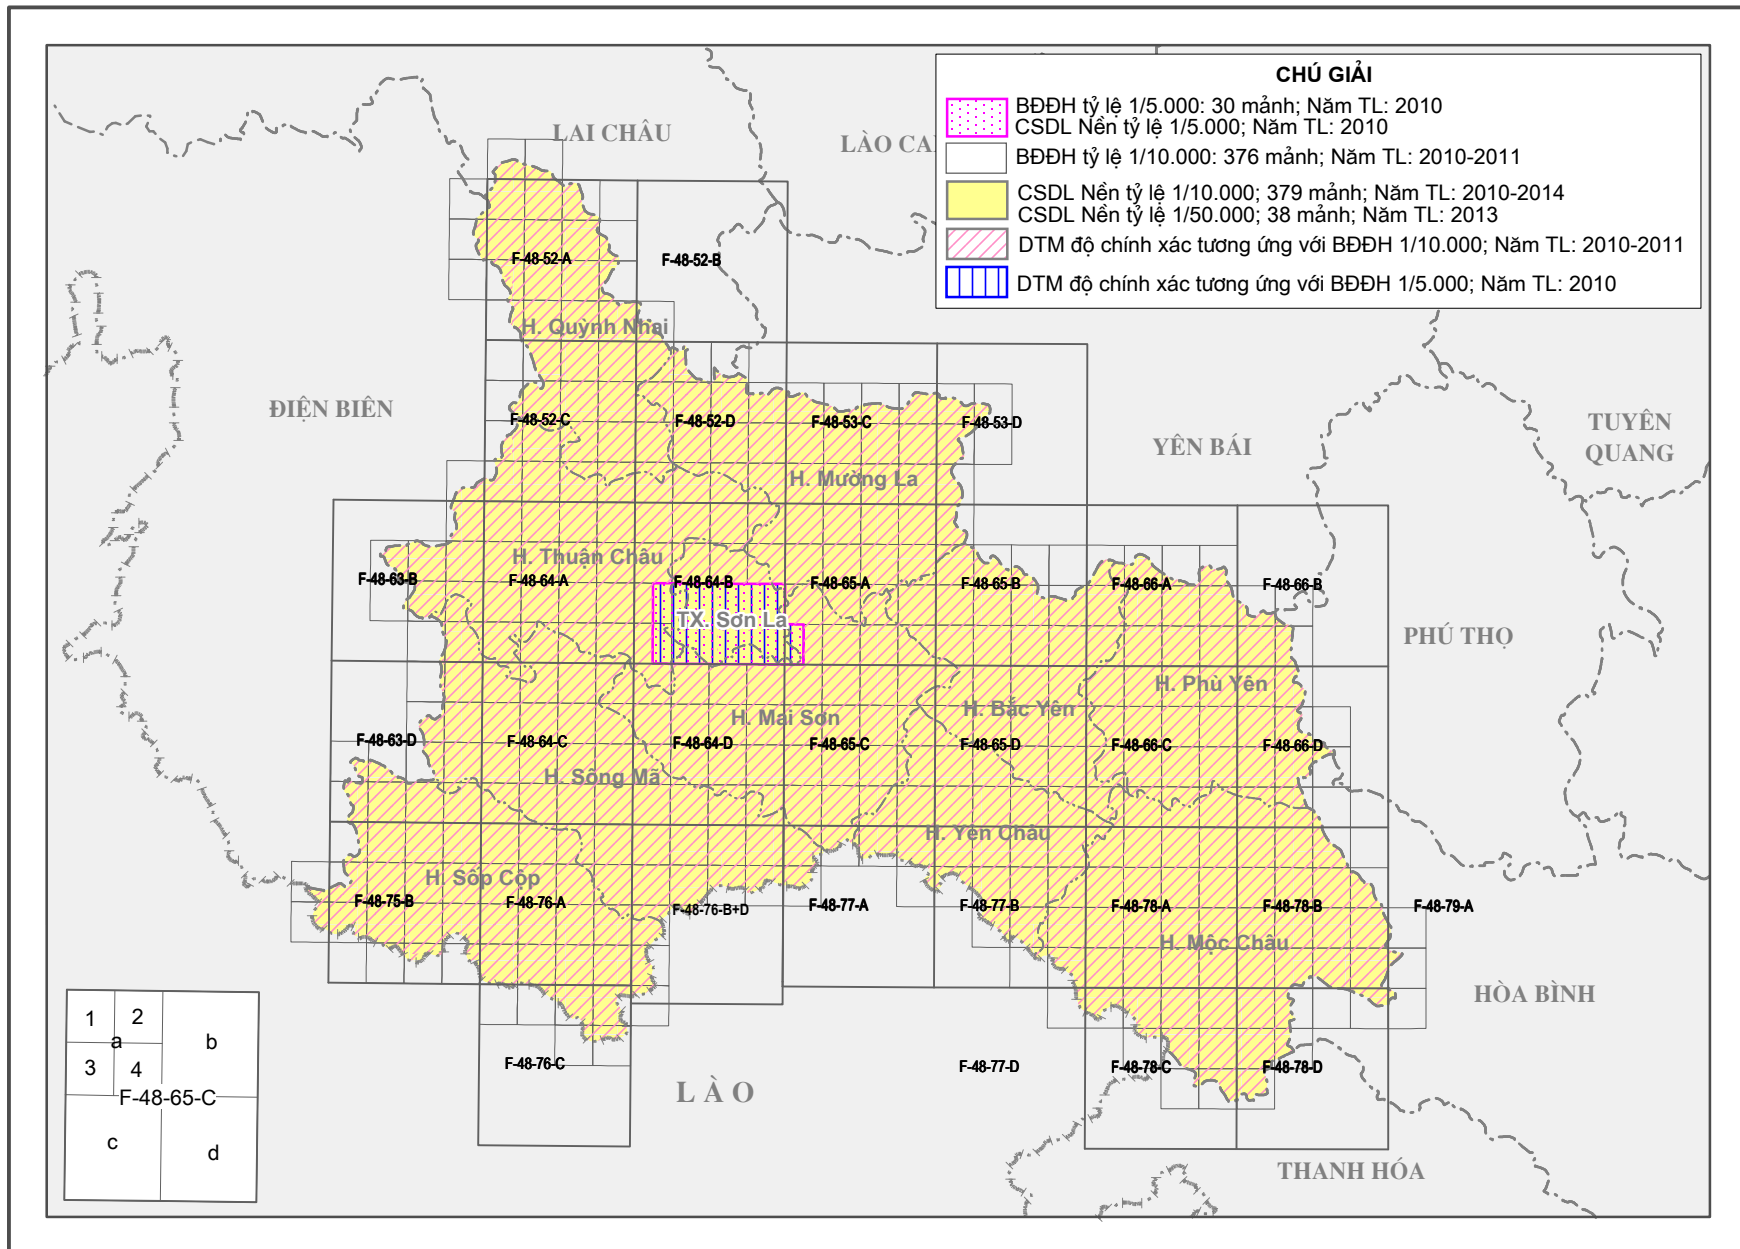 CHÚ GIẢI
BĐĐH tỷ lệ 1/5.000: 30 mảnh; Năm TL: 2010
CSDL Nền tỷ lệ 1/5.000; Năm TL: 2010
BĐĐH tỷ lệ 1/10.000: 376 mảnh; Năm TL: 2010-2011
CSDL Nền tỷ lệ 1/10.000; 379 mảnh; Năm TL: 2010-2014
CSDL Nền tỷ lệ 1/50.000; 38 mảnh; Năm TL: 2013
DTM độ chính xác tương ứng với BĐĐH 1/10.000; Năm TL: 2010-2011
DTM độ chính xác tương ứng với BĐĐH 1/5.000; Năm TL: 2010
LAI CHÂU
LÀO CA
F-48-52-A
F-48-52-B
H. Quỳnh Nhai
ĐIỆN BIÊN
F-48-52-C
F-48-52-D
F-48-53-C
F-48-53-D
YÊN BÁI
TUYÊN
QUANG
H. Mường La
H. Thuận Châu
F-48-63-B
F-48-64-A
F-48-64-B
F-48-65-A
F-48-65-B
F-48-66-A
F-48-66-B
TX. Sơn La
PHÚ THỌ
H. Phù Yên
H. Bắc Yên
H. Mai Sơn
F-48-63-D
F-48-64-C
F-48-64-D
F-48-65-C
F-48-65-D
F-48-66-C
F-48-66-D
H. Sông Mã
H. Yên Châu
H. Sốp Cộp
F-48-75-B
F-48-76-A
F-48-76-B+D
F-48-77-A
F-48-77-B
F-48-78-A
F-48-78-B
F-48-79-A
H. Mộc Châu
HÒA BÌNH
F-48-76-C
F-48-77-D
F-48-78-C
F-48-78-D
LÀO
THANH HÓA
1
2
a
b
3
4
F-48-65-C
c
d